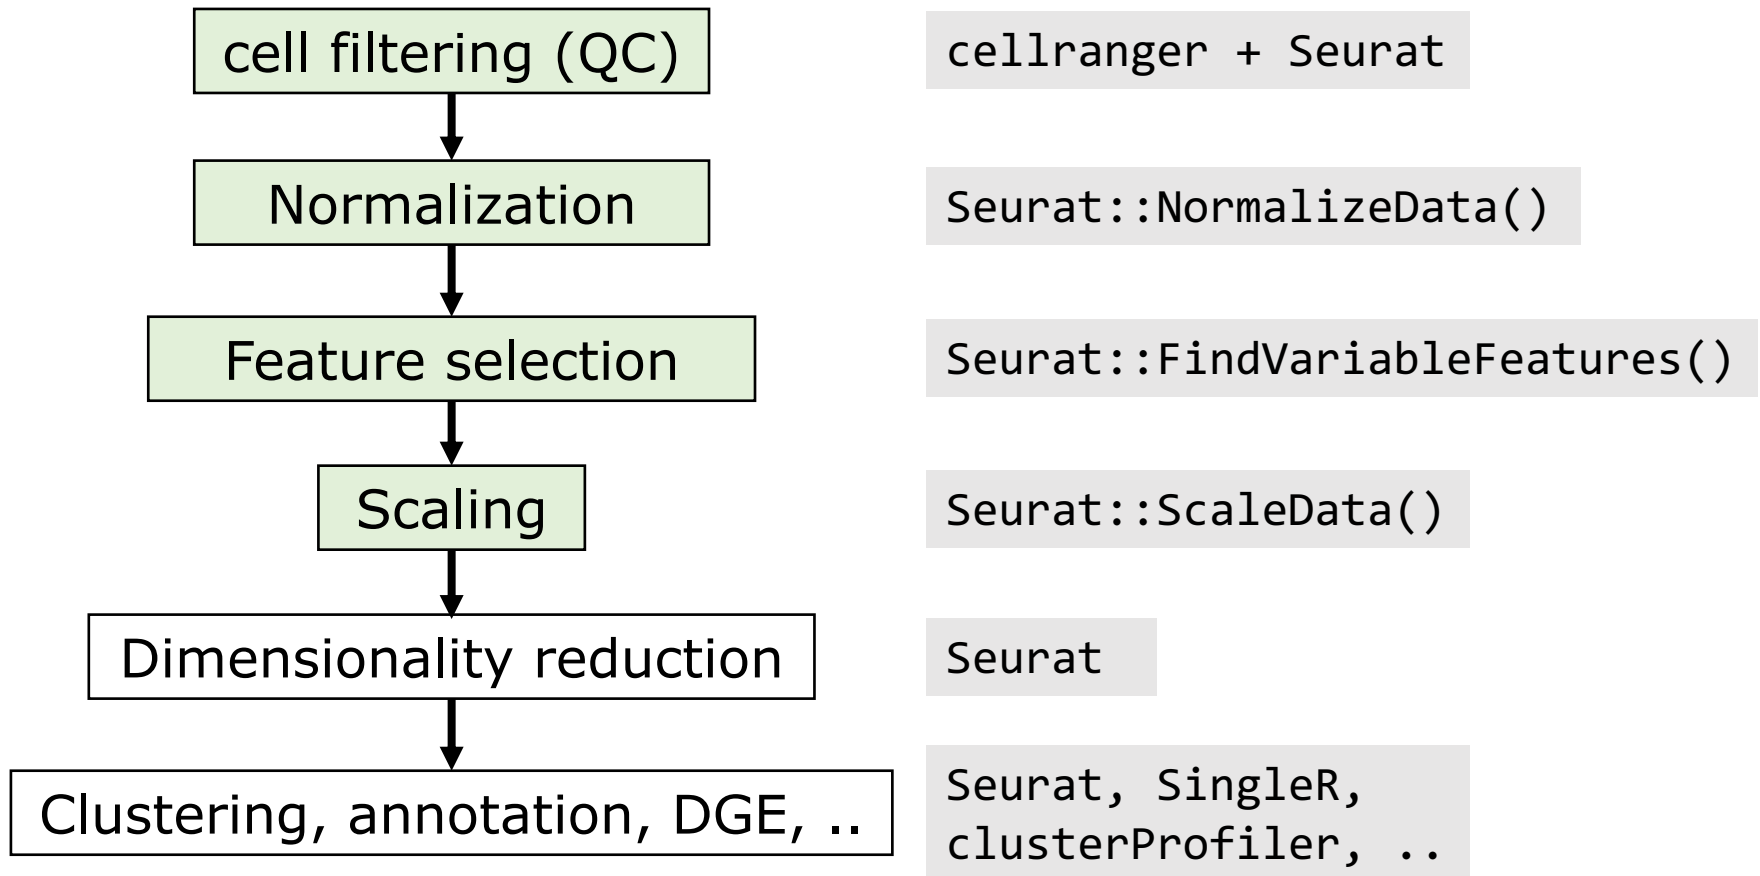 cell filtering (QC)
cellranger + Seurat
Normalization
Seurat::NormalizeData()
Feature selection
Seurat::FindVariableFeatures()
Scaling
Seurat::ScaleData()
Dimensionality reduction
Seurat
Clustering, annotation, DGE, ..
Seurat, SingleR,
clusterProfiler, ..